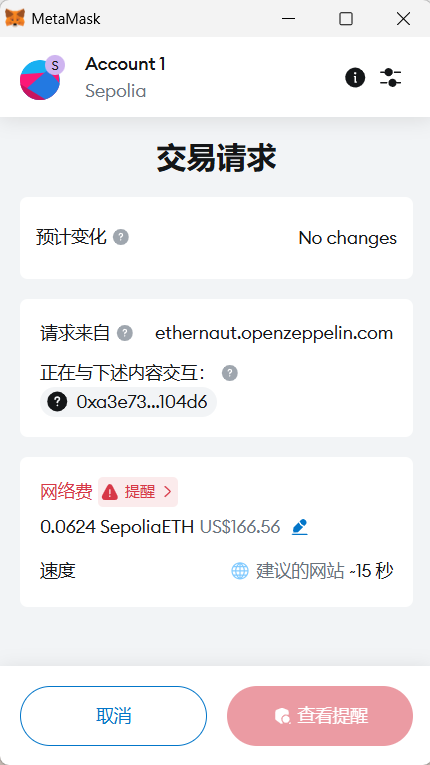 MetaMask
S
Account 1
Sepolia
交易请求
预计变化 ? No changes
请求来自 ? ethernaut.openzeppelin.com
正在与下述内容交互： ?
? 0xa3e73...104d6
网络费 提醒 >
0.0624 SepoliaETH US$166.56
速度 建议的网站 ~15 秒
取消 查看提醒